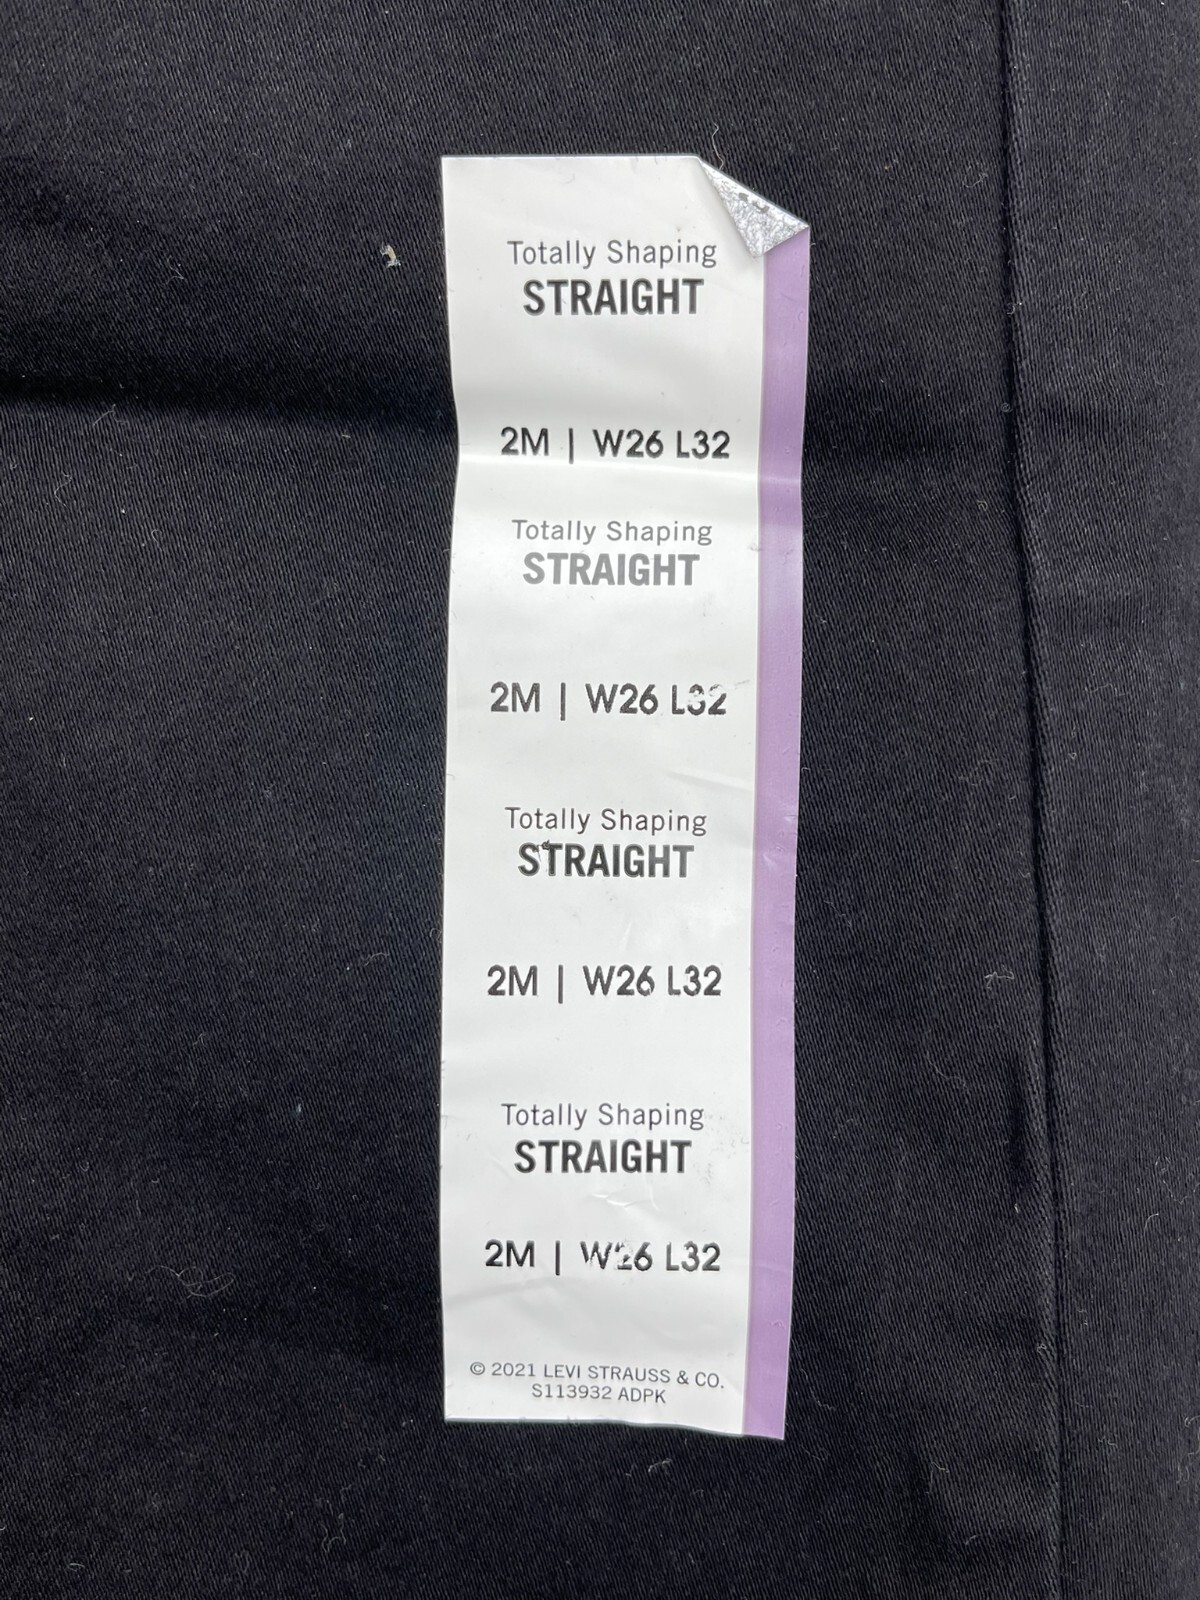 Totally Shaping
STRAIGHT
2M | W26 L32
Totally Shaping
STRAIGHT
2M | W26 L32
Totally Shaping
STRAIGHT
2M | W26 L32
Totally Shaping
STRAIGHT
2M | W26 L32
© 2021 LEVI STRAUSS & CO.
S113932 ADPK